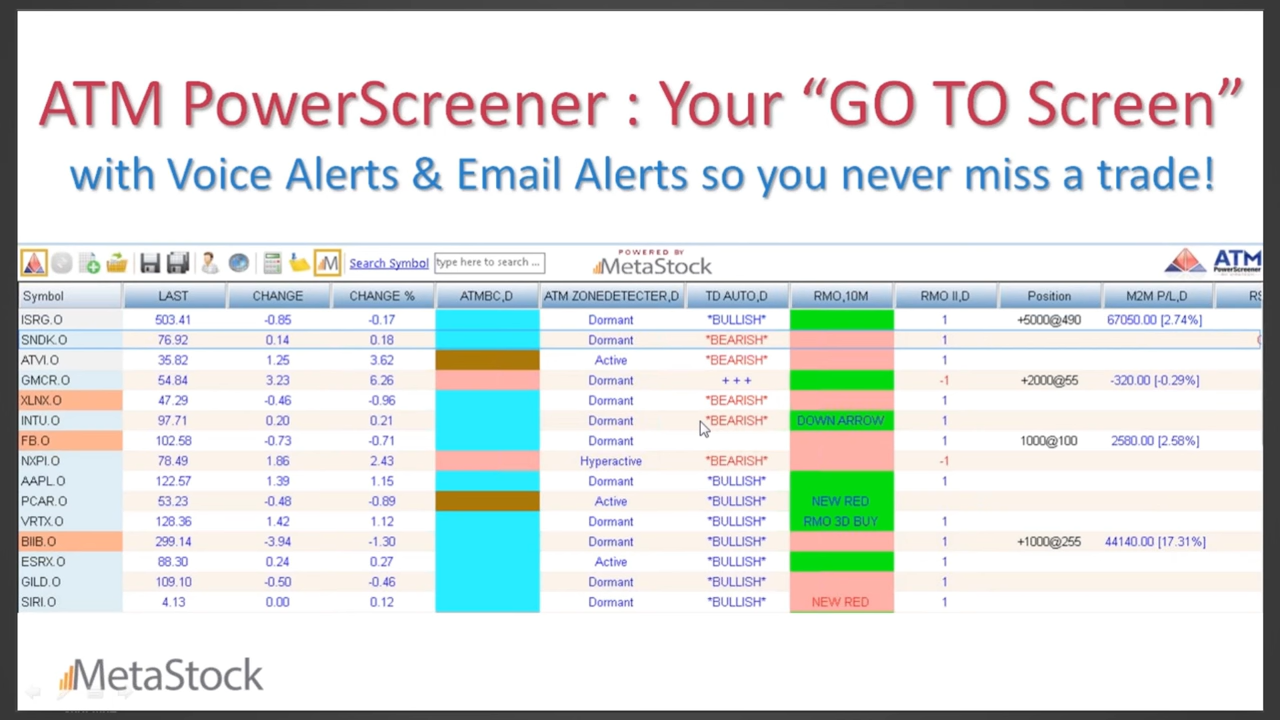 ATM PowerScreener : Your “GO TO Screen”
with Voice Alerts & Email Alerts so you never miss a trade!
Search Symbol type here to search ... POWERED BY
MetaStock
ATM
PowerScreener
Symbol LAST CHANGE CHANGE % ATMBC,D ATM ZONEDETECTER,D TD AUTO,D RMO,10M RMO II,D Position M2M P/L,D
ISRG.O 503.41 -0.85 -0.17 Dormant *BULLISH* 1 +5000@490 67050.00 [2.74%]
SNDK.O 76.92 0.14 0.18 Dormant *BEARISH* 1
ATVI.O 35.82 1.25 3.62 Active *BEARISH* 1
GMCR.O 54.84 3.23 6.26 Dormant + + + -1 +2000@55 -320.00 [-0.29%]
XLNX.O 47.29 -0.46 -0.96 Dormant *BEARISH* 1
INTU.O 97.71 0.20 0.21 Dormant *BEARISH* DOWN ARROW 1
FB.O 102.58 -0.73 -0.71 Dormant 1 1000@100 2580.00 [2.58%]
NXPI.O 78.49 1.86 2.43 Hyperactive *BEARISH* -1
AAPL.O 122.57 1.39 1.15 Dormant *BULLISH* 1
PCAR.O 53.23 -0.48 -0.89 Active *BULLISH* NEW RED
VRTX.O 128.36 1.42 1.12 Dormant *BULLISH* RMO 3D BUY 1
BIIB.O 299.14 -3.94 -1.30 Dormant *BULLISH* 1 +1000@255 44140.00 [17.31%]
ESRX.O 88.30 0.24 0.27 Active *BULLISH* 1
GILD.O 109.10 -0.50 -0.46 Dormant *BULLISH* 1
SIRI.O 4.13 0.00 0.12 Dormant *BULLISH* NEW RED 1
MetaStock